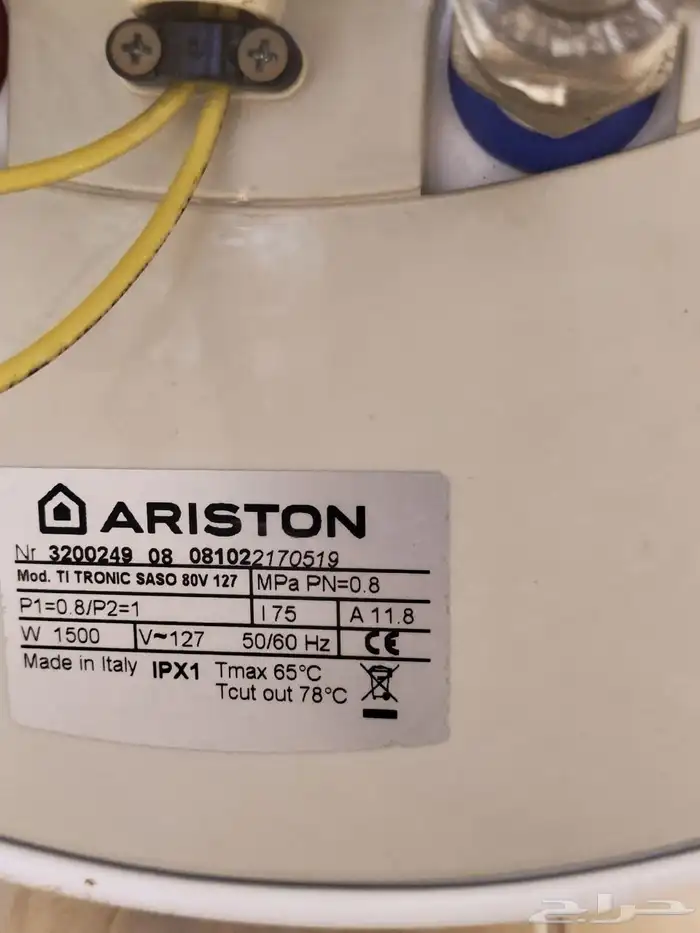 ARISTON
Nr 3200249 08 081022170519
Mod. TI TRONIC SASO 80V 127 MPa PN=0.8
P1=0.8/P2=1 I 75 A 11.8
W 1500 V~127 50/60 Hz CE
Made in Italy IPX1 Tmax 65°C
Tcut out 78°C
حراج